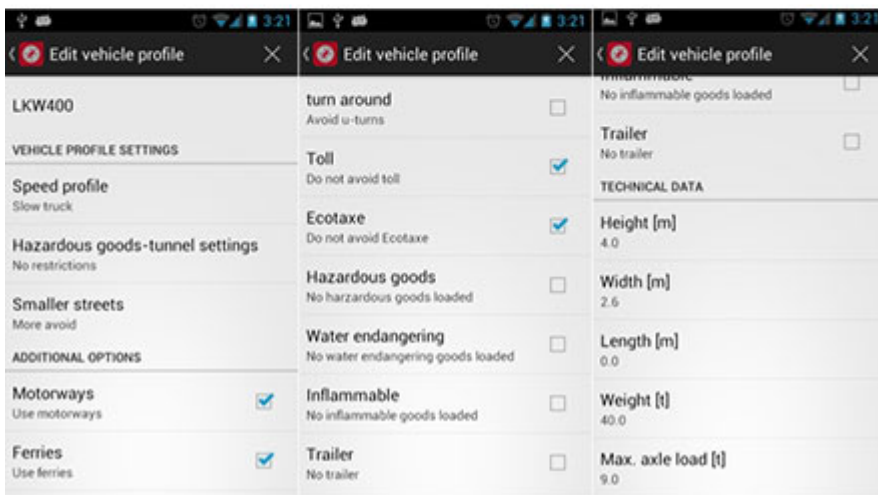 3:21
Edit vehicle profile
LKW400
VEHICLE PROFILE SETTINGS
Speed profile
Slow truck
Hazardous goods-tunnel settings
No restrictions
Smaller streets
More avoid
ADDITIONAL OPTIONS
Motorways
Use motorways
Ferries
Use ferries
3:21
Edit vehicle profile
turn around
Avoid u-turns
Toll
Do not avoid toll
Ecotaxe
Do not avoid Ecotaxe
Hazardous goods
No harzardous goods loaded
Water endangering
No water endangering goods loaded
Inflammable
No inflammable goods loaded
Trailer
No trailer
3:21
Edit vehicle profile
Inflammable
No inflammable goods loaded
Trailer
No trailer
TECHNICAL DATA
Height [m]
4.0
Width [m]
2.6
Length [m]
0.0
Weight [t]
40.0
Max. axle load [t]
9.0